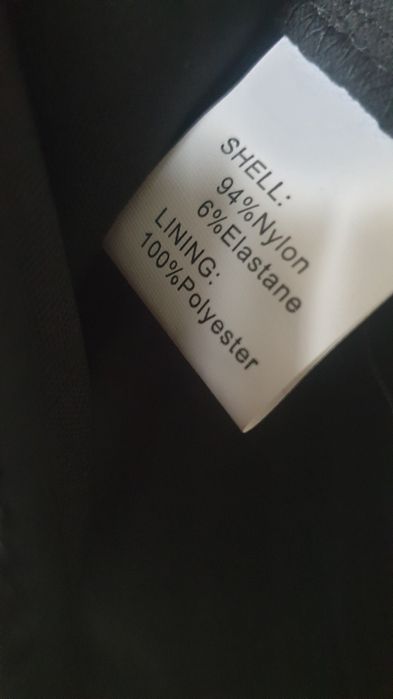 SHELL:
94%Nylon
6%Elastane
LINING:
100%Polyester